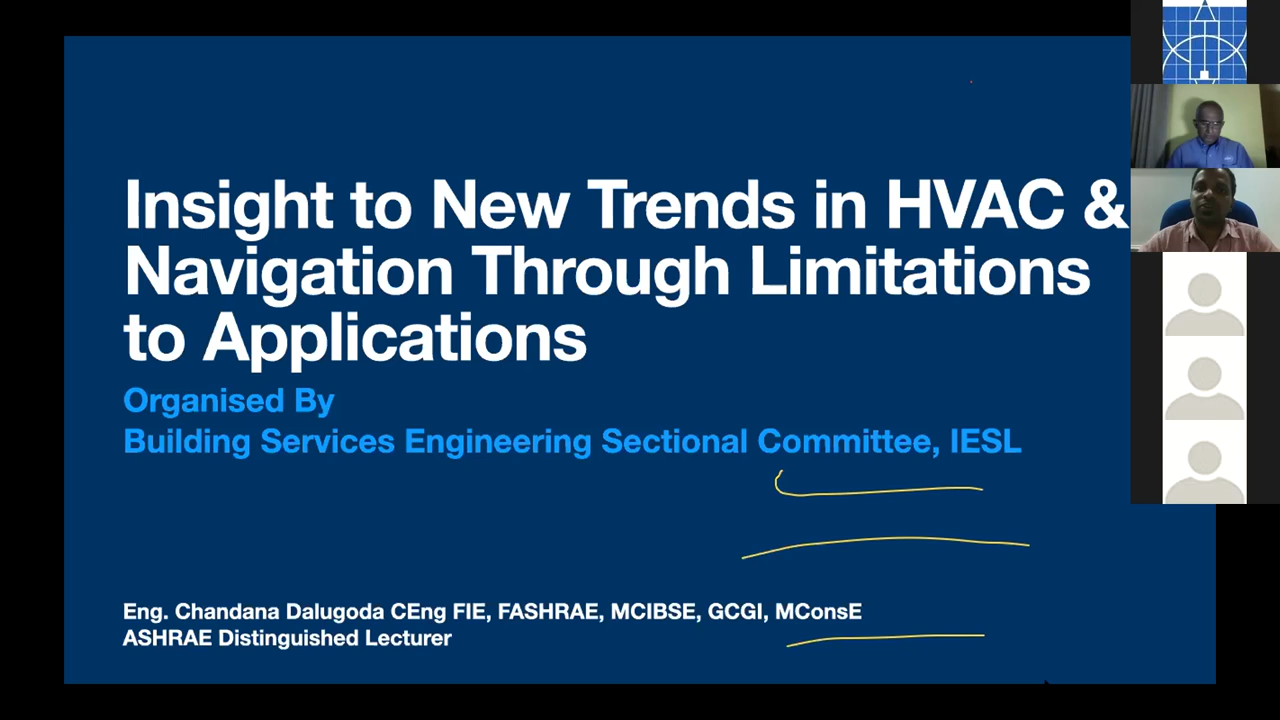 Insight to New Trends in HVAC &
Navigation Through Limitations
to Applications
Organised By
Building Services Engineering Sectional Committee, IESL
Eng. Chandana Dalugoda CEng FIE, FASHRAE, MCIBSE, GCGI, MConsE
ASHRAE Distinguished Lecturer